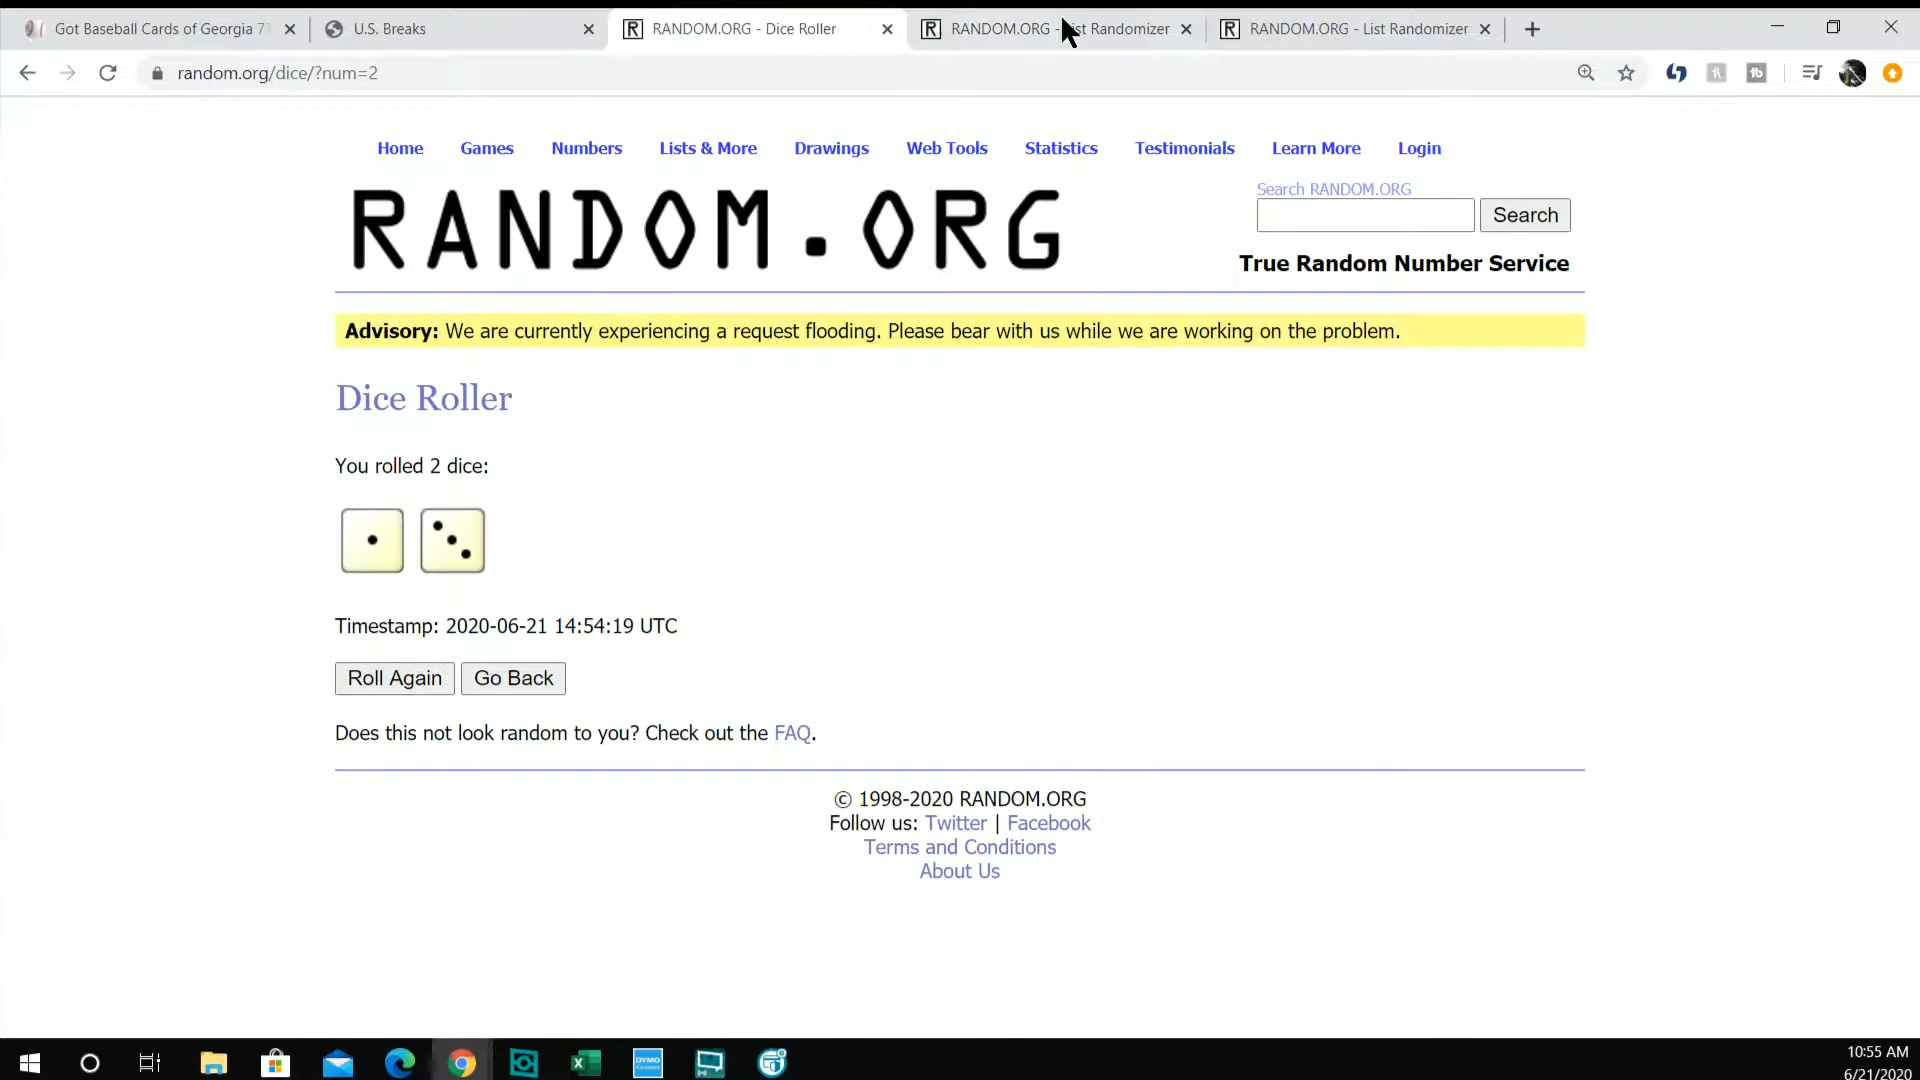 Got Baseball Cards of Georgia 77
U.S. Breaks
RANDOM.ORG - Dice Roller
RANDOM.ORG - List Randomizer
RANDOM.ORG - List Randomizer
random.org/dice/?num=2
Home Games Numbers Lists & More Drawings Web Tools Statistics Testimonials Learn More Login
RANDOM.ORG
Search RANDOM.ORG
Search
True Random Number Service
Advisory: We are currently experiencing a request flooding. Please bear with us while we are working on the problem.
Dice Roller
You rolled 2 dice:
Timestamp: 2020-06-21 14:54:19 UTC
Roll Again Go Back
Does this not look random to you? Check out the FAQ.
© 1998-2020 RANDOM.ORG
Follow us: Twitter | Facebook
Terms and Conditions
About Us
DYMO
10:55 AM
6/21/2020